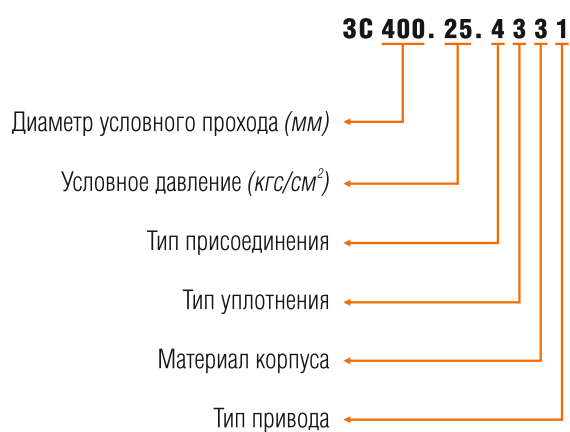 ЗС 400.25.4 3 3 1
Диаметр условного прохода (мм)
Условное давление (кгс/см²)
Тип присоединения
Тип уплотнения
Материал корпуса
Тип привода